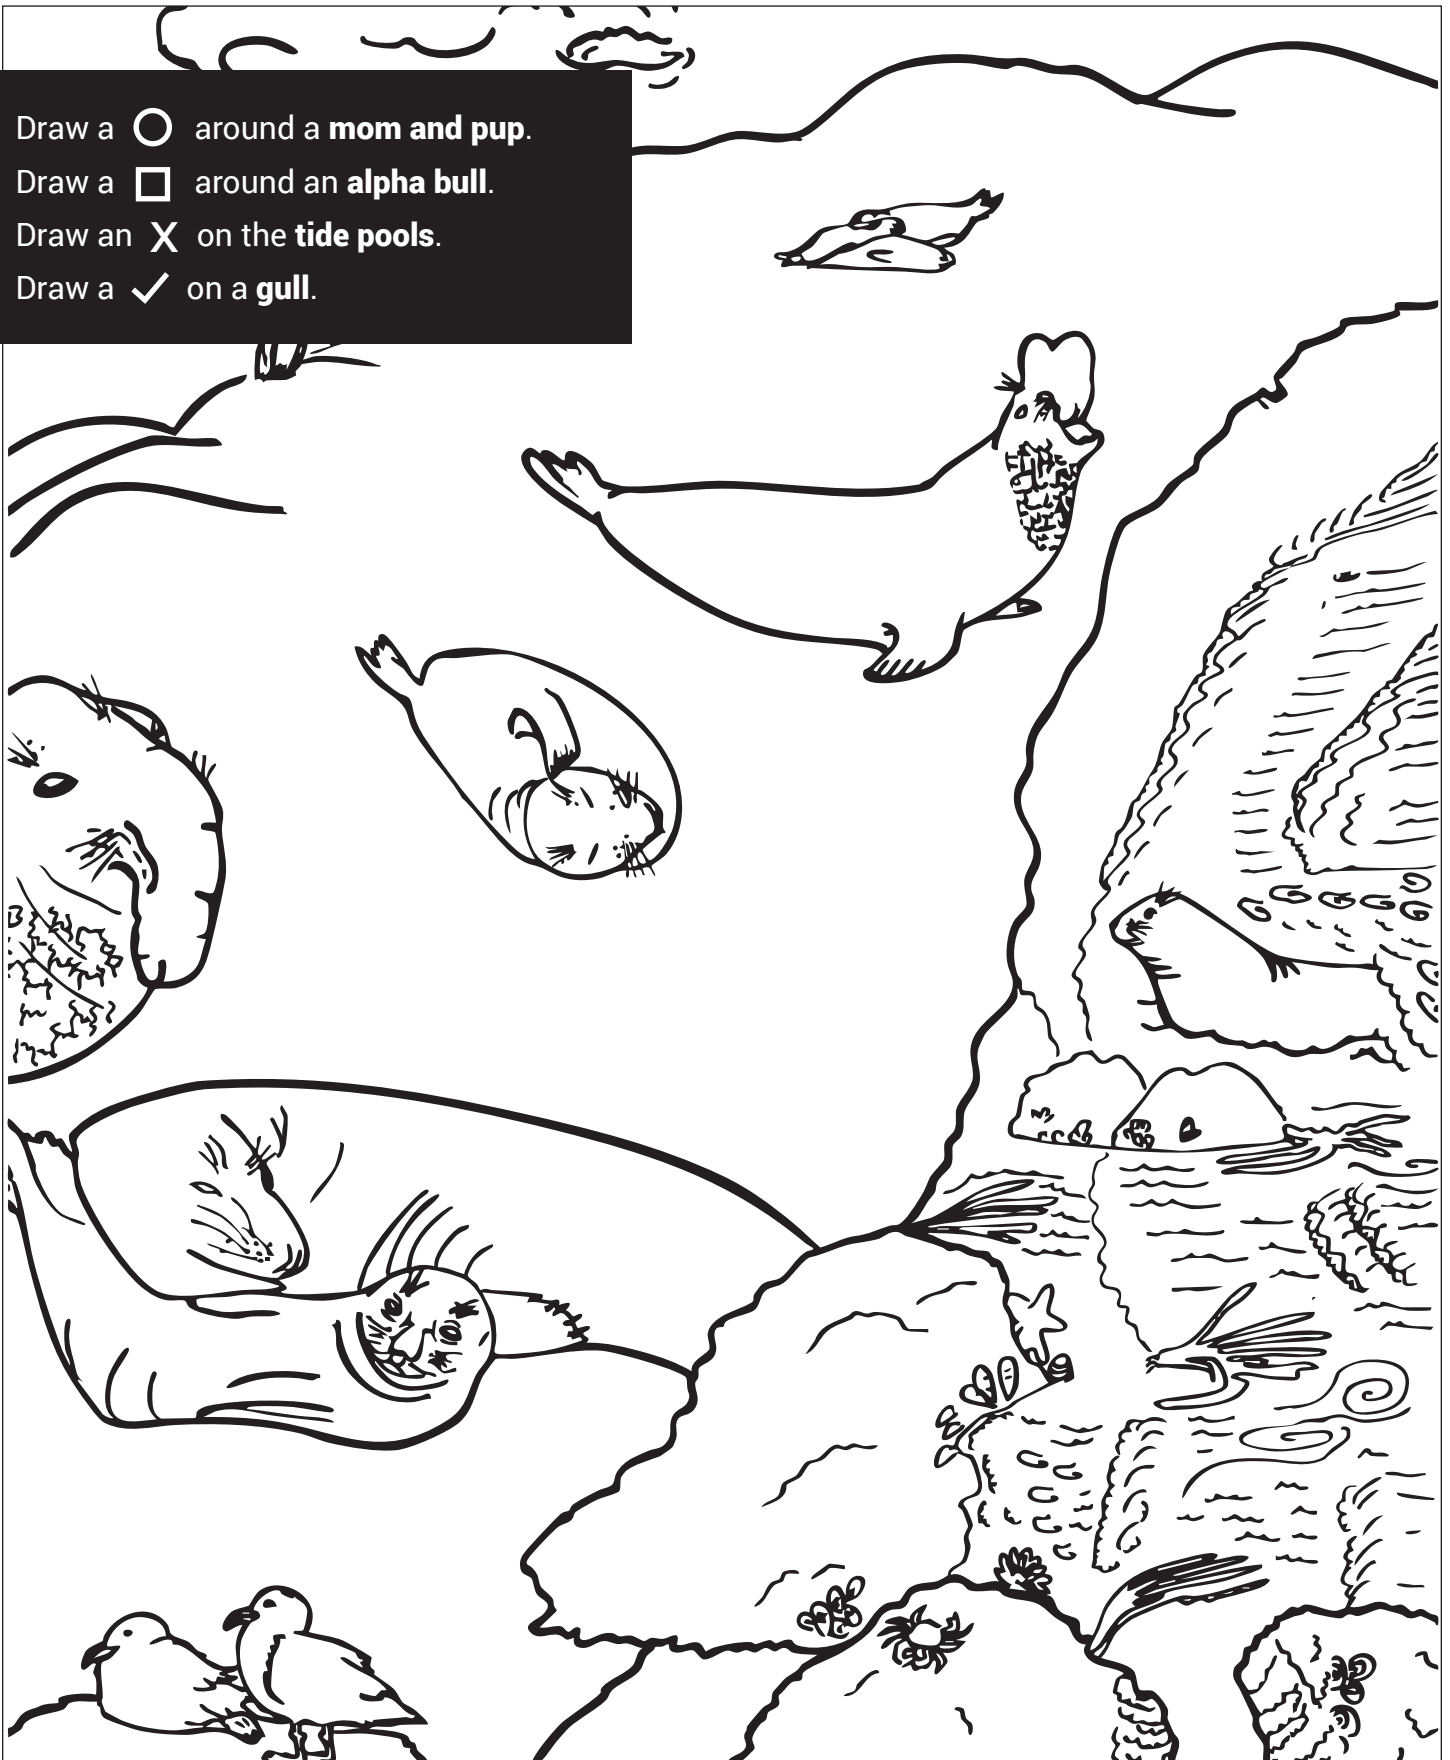 Draw a ○ around a mom and pup.
Draw a □ around an alpha bull.
Draw an X on the tide pools.
Draw a ✓ on a gull.